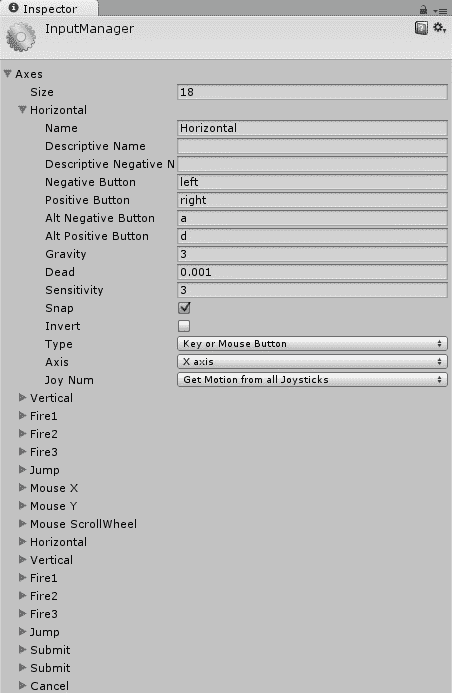 Inspector
InputManager
Axes
Size 18
Horizontal
Name Horizontal
Descriptive Name
Descriptive Negative N
Negative Button left
Positive Button right
Alt Negative Button a
Alt Positive Button d
Gravity 3
Dead 0.001
Sensitivity 3
Snap
Invert
Type Key or Mouse Button
Axis X axis
Joy Num Get Motion from all Joysticks
Vertical
Fire1
Fire2
Fire3
Jump
Mouse X
Mouse Y
Mouse ScrollWheel
Horizontal
Vertical
Fire1
Fire2
Fire3
Jump
Submit
Submit
Cancel